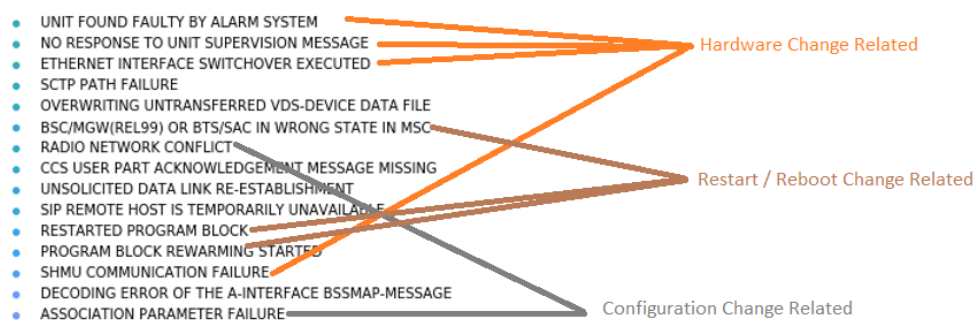 UNIT FOUND FAULTY BY ALARM SYSTEM
NO RESPONSE TO UNIT SUPERVISION MESSAGE
Hardware Change Related
ETHERNET INTERFACE SWITCHOVER EXECUTED
SCTP PATH FAILURE
OVERWRITING UNTRANSFERRED VDS-DEVICE DATA FILE
BSC/MGW(REL99) OR BTS/SAC IN WRONG STATE IN MSC
RADIO NETWORK CONFLICT
CCS USER PART ACKNOWLEDGEMENT MESSAGE MISSING
Restart / Reboot Change Related
UNSOLICITED DATA LINK RE-ESTABLISHMENT
SIP REMOTE HOST IS TEMPORARILY UNAVAILABLE
RESTARTED PROGRAM BLOCK
PROGRAM BLOCK REWARMING STARTED
SHMU COMMUNICATION FAILURE
DECODING ERROR OF THE A-INTERFACE BSSMAP-MESSAGE
ASSOCIATION PARAMETER FAILURE
Configuration Change Related